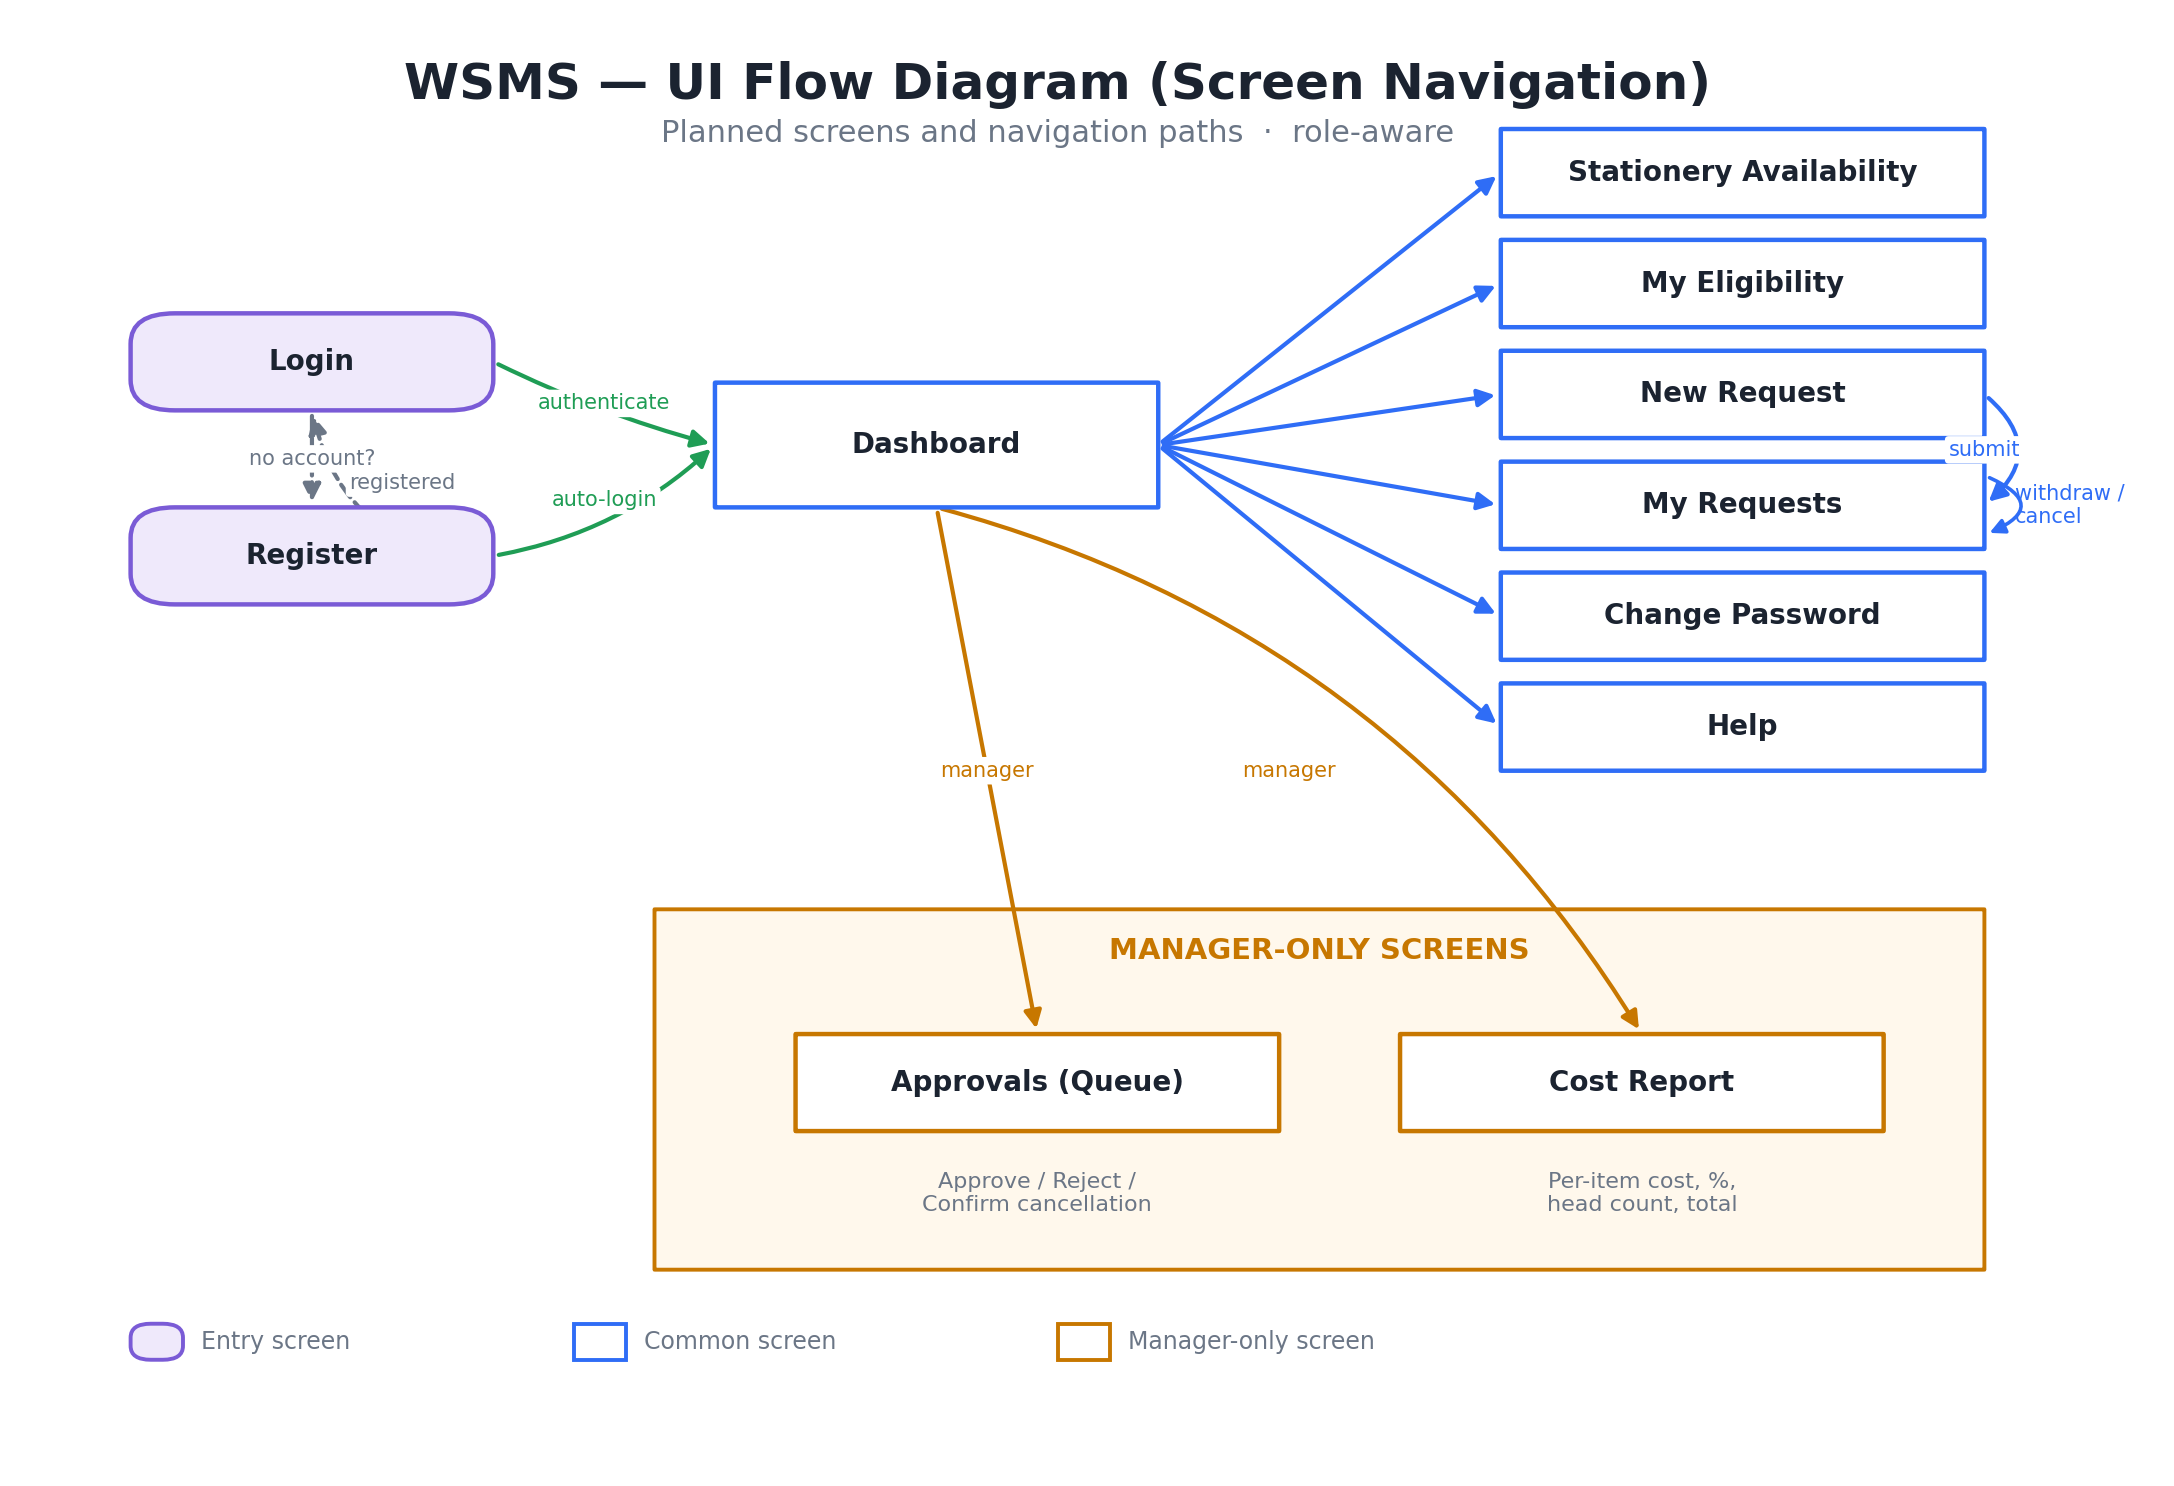 WSMS — UI Flow Diagram (Screen Navigation)
Planned screens and navigation paths · role-aware
Stationery Availability
My Eligibility
Login
New Request
authenticate
Dashboard
submit
no account?
registered
auto-login
My Requests
withdraw /
cancel
Register
Change Password
Help
manager
manager
MANAGER-ONLY SCREENS
Approvals (Queue)
Cost Report
Approve / Reject /
Confirm cancellation
Per-item cost, %,
head count, total
Entry screen
Common screen
Manager-only screen